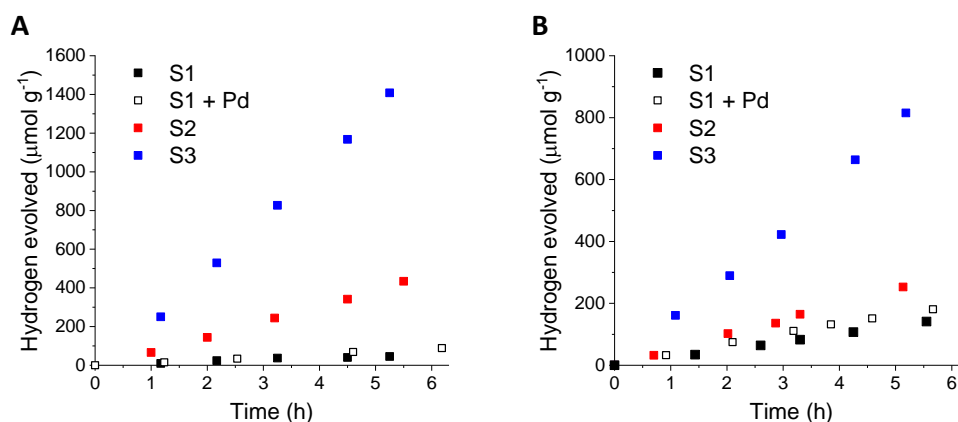 A
Hydrogen evolved (μmol g⁻¹)
1600
1400
1200
1000
800
600
400
200
0
S1
S1 + Pd
S2
S3
0 1 2 3 4 5 6
Time (h)
B
Hydrogen evolved (μmol g⁻¹)
1000
800
600
400
200
0
S1
S1 + Pd
S2
S3
0 1 2 3 4 5 6
Time (h)